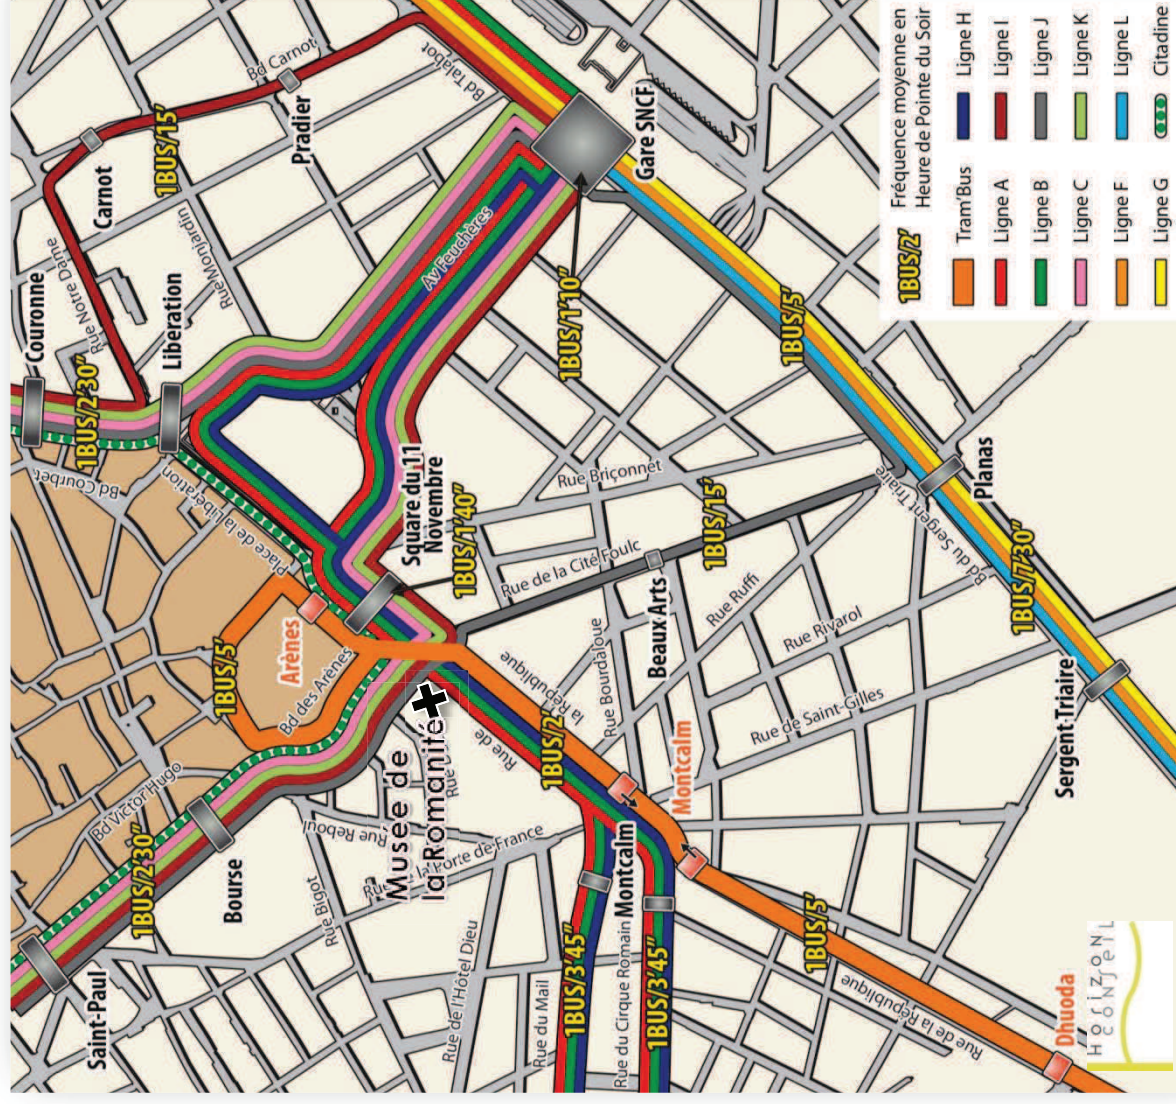 Saint-Paul
1BUS/2'30"
Bd Victor Hugo
Bourse
1BUS/5'
Arènes
Bd des Arènes
Place de la Libération
Bd Courbet
1BUS/2'30"
Couronne
Rue Notre Dame
Carnot
1BUS/15'
Bd Carnot
Pradier
Rue Monjardin
Libération
Rue Bigot
Rue Reboul
Musée de
la Romanité
Rue de la Porte de France
Square du 11
Novembre
1BUS/1'40"
Av Feuchères
Bd Talabot
Rue de l'Hôtel Dieu
Rue de
la République
1BUS/2'
Rue de la Cité Foulc
Rue Briçonnet
1BUS/1'10"
Gare SNCF
Rue du Mail
1BUS/3'45"
Rue du Cirque Romain
Montcalm
1BUS/3'45"
Rue Bourdaloue
Beaux-Arts
1BUS/15'
Montcalm
Rue Ruffi
Rue de Saint-Gilles
Rue Rivarol
1BUS/5'
1BUS/5'
Rue de la République
Bd du Sergent Triaire
Planas
1BUS/7'30"
Sergent-Triaire
Dhuoda
HORIZON
CONSEIL
1BUS/2'
Fréquence moyenne en
Heure de Pointe du Soir
Tram'Bus
Ligne A
Ligne B
Ligne C
Ligne F
Ligne G
Ligne H
Ligne I
Ligne J
Ligne K
Ligne L
Citadine